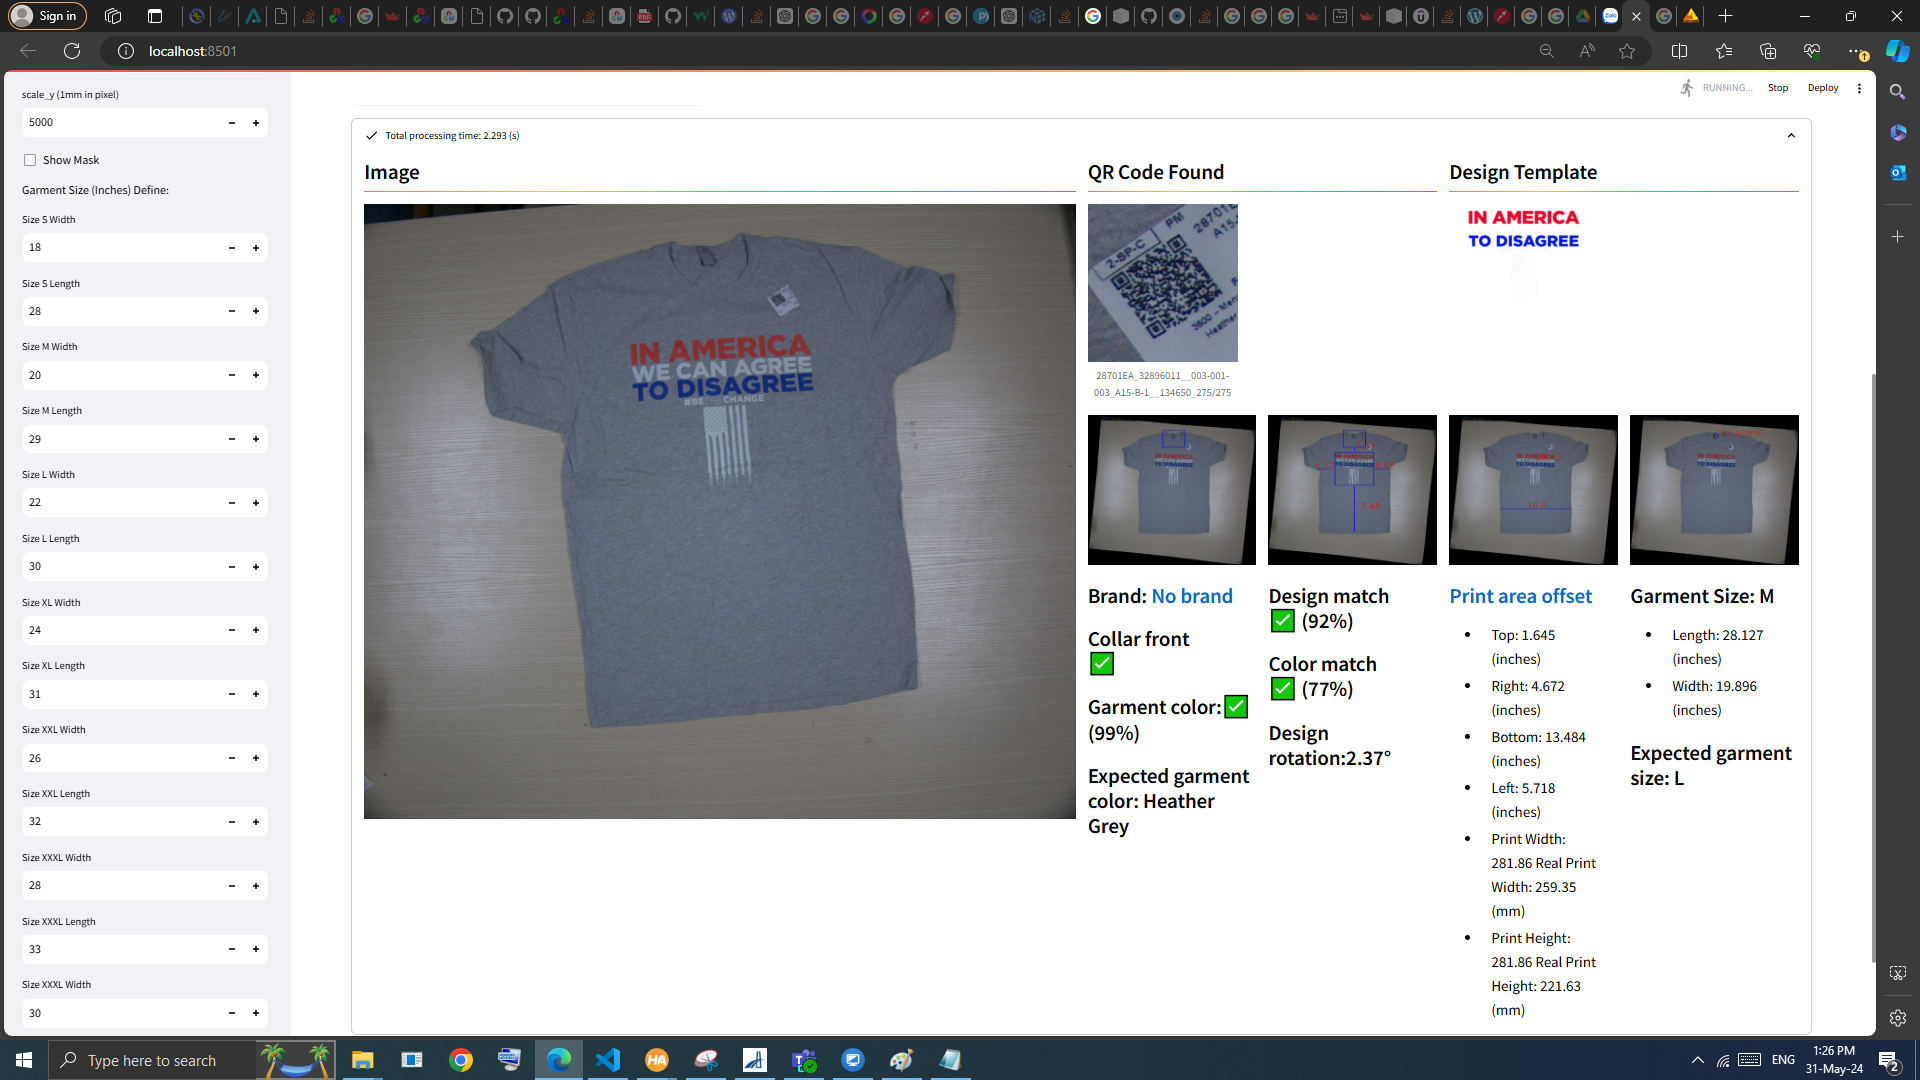 Sign in
localhost:8501
scale_y (1mm in pixel)
5000
Show Mask
Garment Size (Inches) Define:
Size S Width
18
Size S Length
28
Size M Width
20
Size M Length
29
Size L Width
22
Size L Length
30
Size XL Width
24
Size XL Length
31
Size XXL Width
26
Size XXL Length
32
Size XXXL Width
28
Size XXXL Length
33
Size XXXL Width
30
RUNNING...
Stop
Deploy
Total processing time: 2.293 (s)
Image
IN AMERICA
WE CAN AGREE
TO DISAGREE
#BETHECHANGE
QR Code Found
PM
2-SP-C
28701EA_32896011__003-001-
003_A15-B-1__134650_275/275
Design Template
IN AMERICA
TO DISAGREE
Brand: No brand
Collar front
Garment color:
(99%)
Expected garment
color: Heather
Grey
Design match
(92%)
Color match
(77%)
Design
rotation:2.37°
Print area offset
Top: 1.645
(inches)
Right: 4.672
(inches)
Bottom: 13.484
(inches)
Left: 5.718
(inches)
Print Width:
281.86 Real Print
Width: 259.35
(mm)
Print Height:
281.86 Real Print
Height: 221.63
(mm)
Garment Size: M
Length: 28.127
(inches)
Width: 19.896
(inches)
Expected garment
size: L
Type here to search
ENG
1:26 PM
31-May-24
2